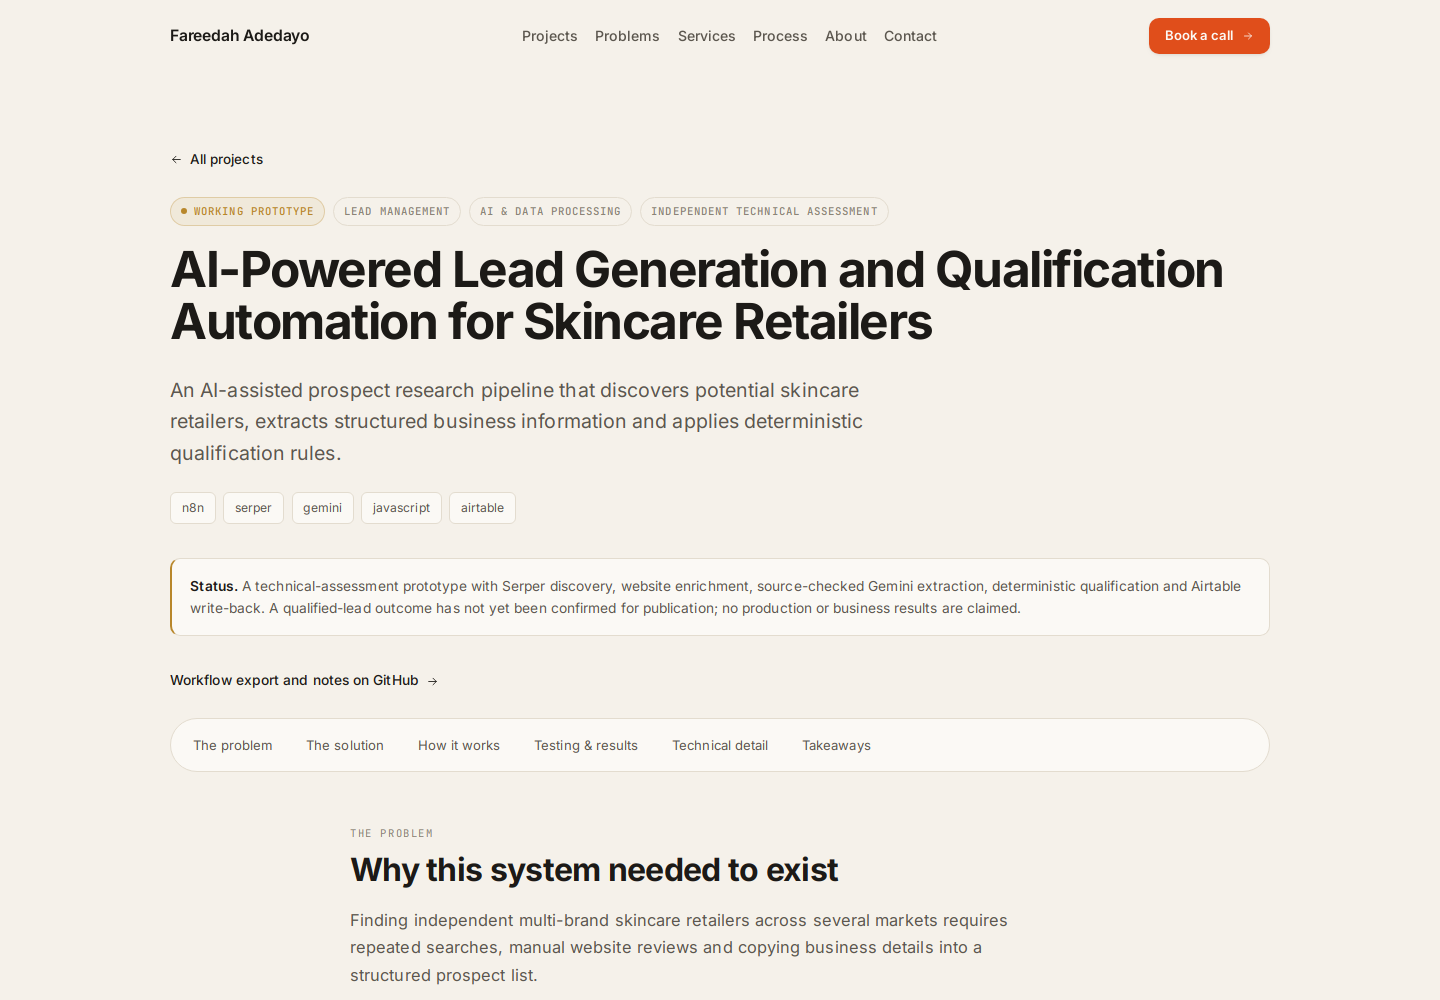 Fareedah Adedayo
Projects Problems Services Process About Contact
Book a call →
← All projects
WORKING PROTOTYPE
LEAD MANAGEMENT
AI & DATA PROCESSING
INDEPENDENT TECHNICAL ASSESSMENT
AI-Powered Lead Generation and Qualification
Automation for Skincare Retailers
An AI-assisted prospect research pipeline that discovers potential skincare
retailers, extracts structured business information and applies deterministic
qualification rules.
n8n serper gemini javascript airtable
Status. A technical-assessment prototype with Serper discovery, website enrichment, source-checked Gemini extraction, deterministic qualification and Airtable
write-back. A qualified-lead outcome has not yet been confirmed for publication; no production or business results are claimed.
Workflow export and notes on GitHub →
The problem The solution How it works Testing & results Technical detail Takeaways
THE PROBLEM
Why this system needed to exist
Finding independent multi-brand skincare retailers across several markets requires
repeated searches, manual website reviews and copying business details into a
structured prospect list.